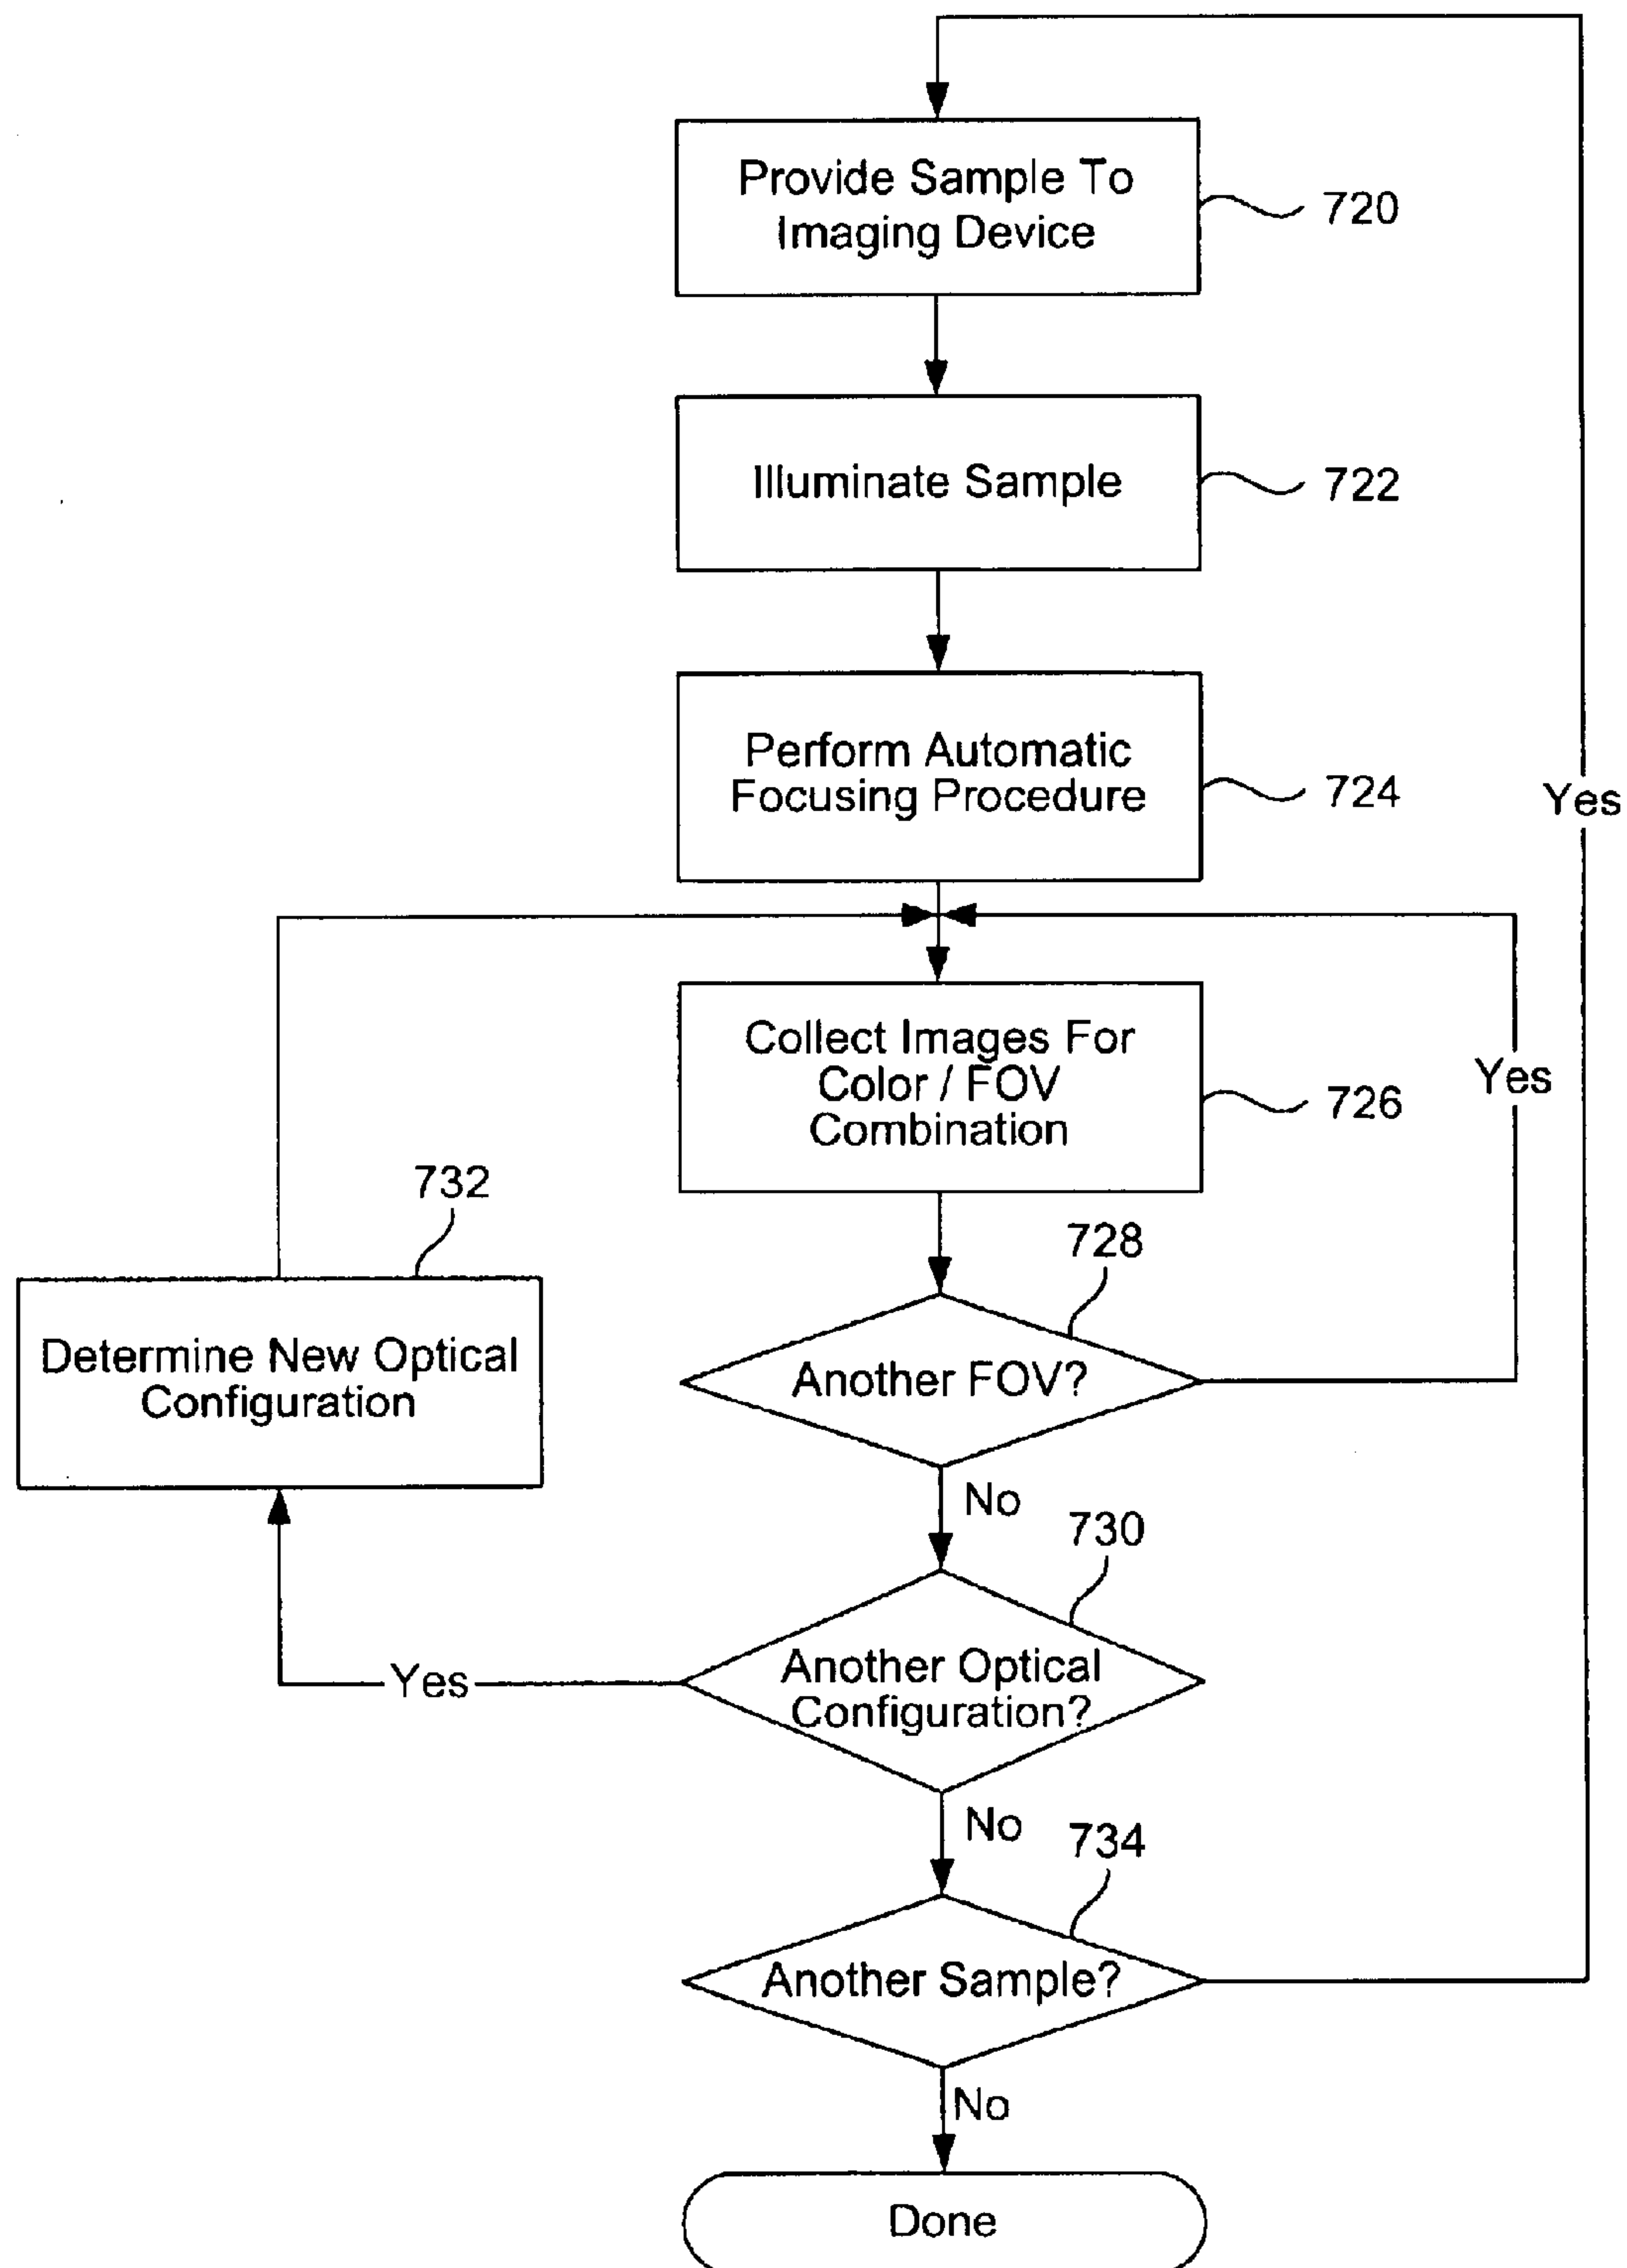 Provide Sample To
Imaging Device
720
Illuminate Sample
722
Perform Automatic
Focusing Procedure
724
Yes
Collect Images For
Color / FOV
Combination
726
Yes
732
Determine New Optical
Configuration
728
Another FOV?
No
730
Another Optical
Configuration?
Yes
No
734
Another Sample?
No
Done